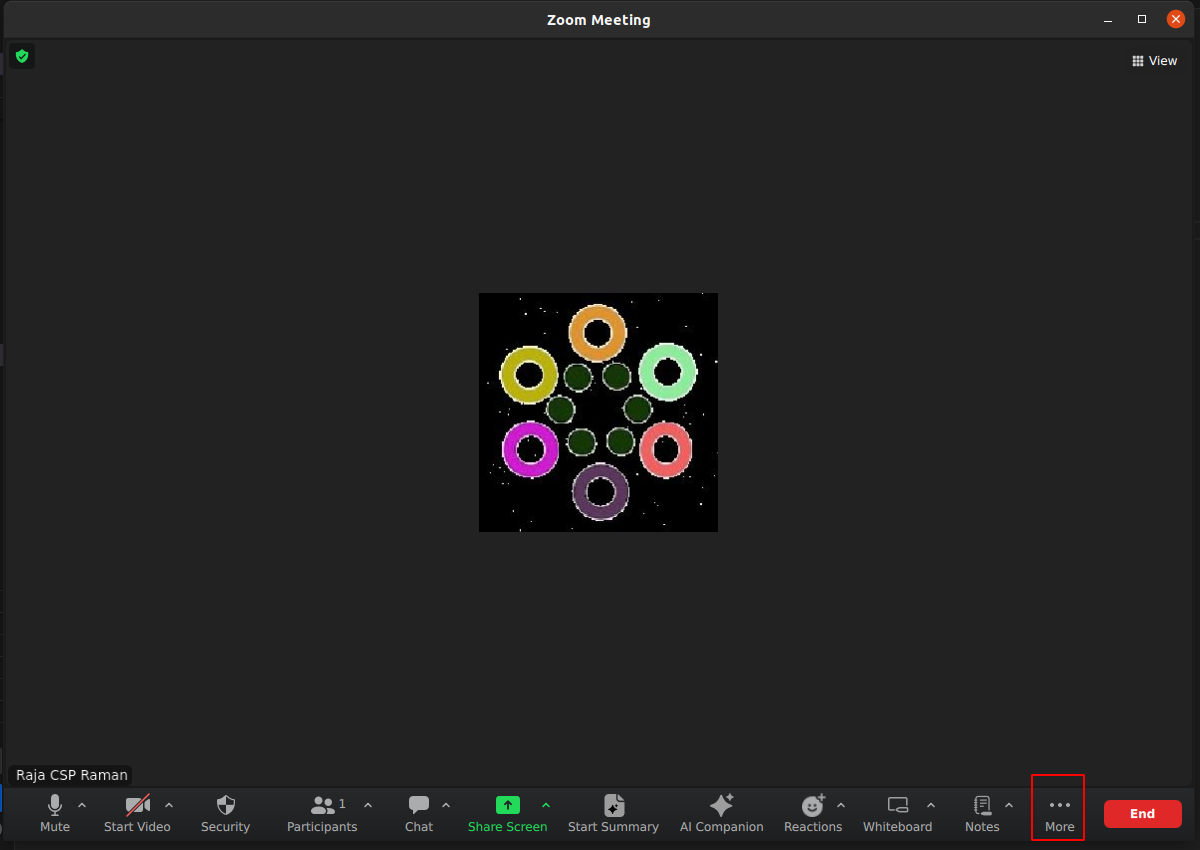 Zoom Meeting
View
Raja CSP Raman
1
Mute
Start Video
Security
Participants
Chat
Share Screen
Start Summary
AI Companion
Reactions
Whiteboard
Notes
More
End